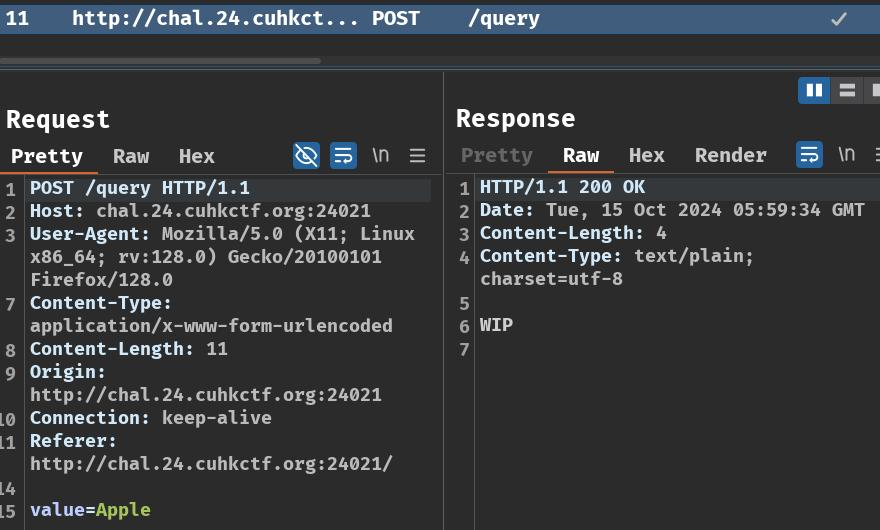 11 http://chal.24.cuhkct... POST /query
Request
Pretty Raw Hex \n
1 POST /query HTTP/1.1
2 Host: chal.24.cuhkctf.org:24021
3 User-Agent: Mozilla/5.0 (X11; Linux
x86_64; rv:128.0) Gecko/20100101
Firefox/128.0
7 Content-Type:
application/x-www-form-urlencoded
8 Content-Length: 11
9 Origin:
http://chal.24.cuhkctf.org:24021
10 Connection: keep-alive
11 Referer:
http://chal.24.cuhkctf.org:24021/
14
15 value=Apple
Response
Pretty Raw Hex Render \n
1 HTTP/1.1 200 OK
2 Date: Tue, 15 Oct 2024 05:59:34 GMT
3 Content-Length: 4
4 Content-Type: text/plain;
charset=utf-8
5
6 WIP
7